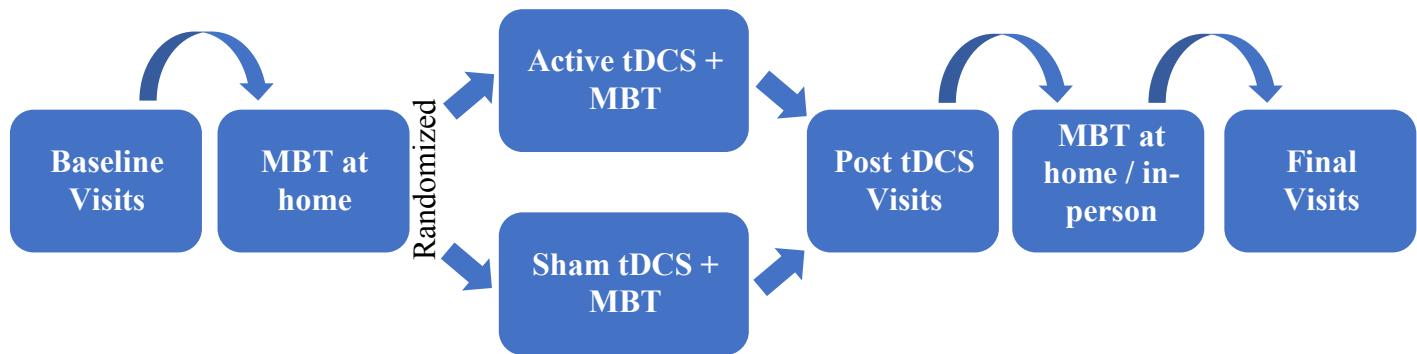 Baseline
Visits
MBT at
home
Randomized
Active tDCS +
MBT
Sham tDCS +
MBT
Post tDCS
Visits
MBT at
home / in-
person
Final
Visits